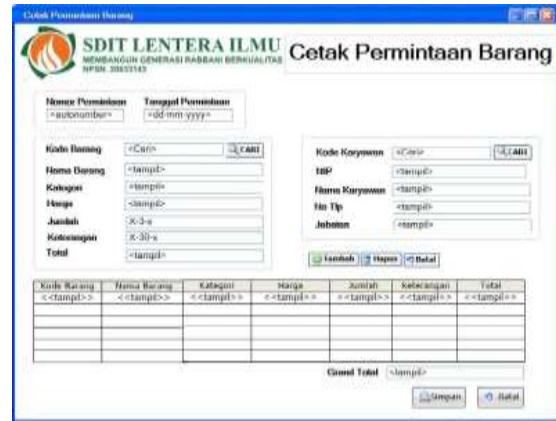 Cetak Permintaan Barang
SDIT LENTERA ILMU
MEMBANGUN GENERASI RABBANI BERKUALITAS
Cetak Permintaan Barang
Nomor Permintaan Tanggal Permintaan
<autonumber> <dd-mm-yyyy>
Kode Barang <Cari> CARI
Nama Barang <tampil>
Kategori <tampil>
Harga <tampil>
Jumlah X-3-x
Keterangan X-30-x
Total <tampil>
Kode Karyawan <Cari> CARI
NIP <tampil>
Nama Karyawan <tampil>
No Tlp <tampil>
Jabatan <tampil>
Tambah Hapus Batal
Kode Barang Nama Barang Kategori Harga Jumlah keterangan Total
<<tampil>> <<tampil>> <<tampil>> <<tampil>> <<tampil>> <<tampil>> <<tampil>>
Grand Total <tampil>
Simpan Batal